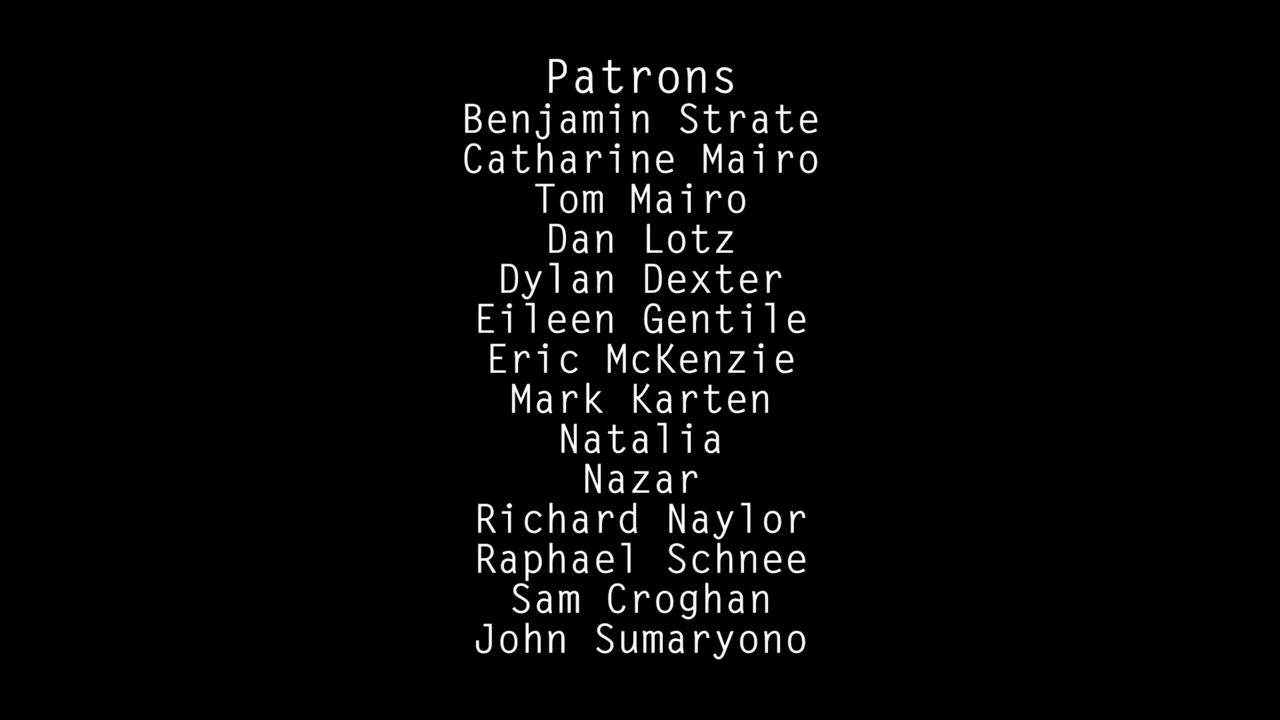 Patrons
Benjamin Strate
Catharine Mairo
Tom Mairo
Dan Lotz
Dylan Dexter
Eileen Gentile
Eric McKenzie
Mark Karten
Natalia
Nazar
Richard Naylor
Raphael Schnee
Sam Croghan
John Sumaryono